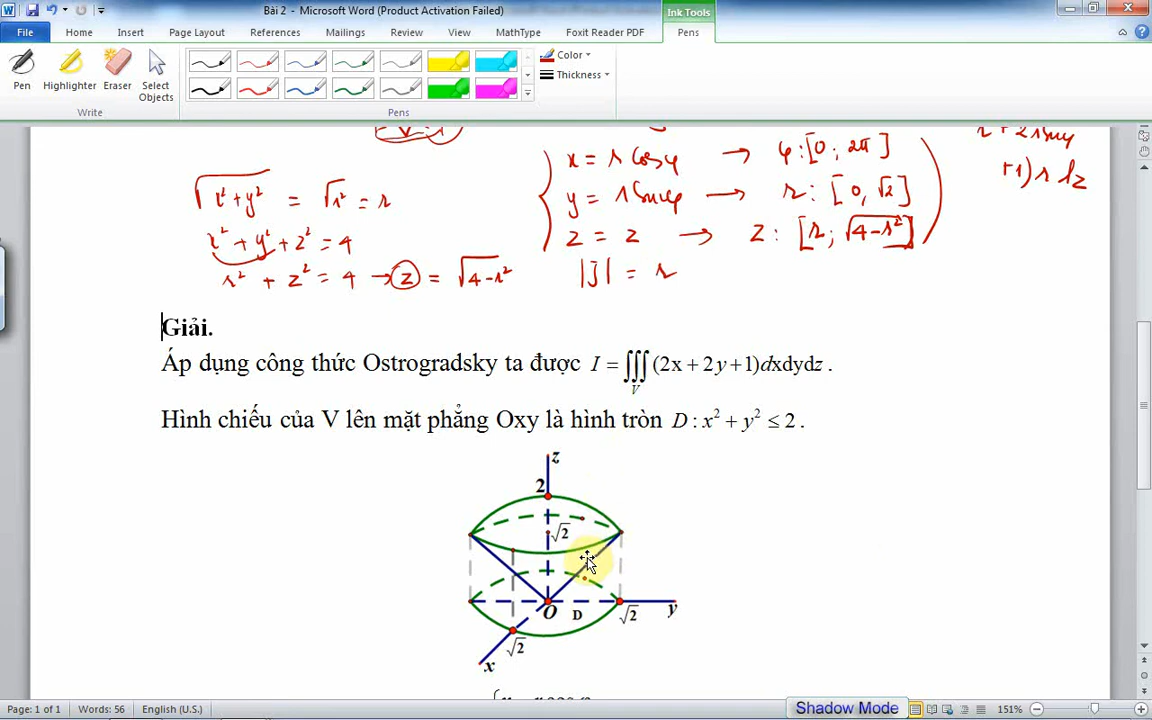 Bài 2 - Microsoft Word (Product Activation Failed)
Ink Tools
File Home Insert Page Layout References Mailings Review View MathType Foxit Reader PDF Pens
Pen Highlighter Eraser Select Objects
Color
Thickness
Write
Pens
x = r cosφ → φ: [0; 2π]
+1) r dz
√x²+y² = √r² = r
y = r sinφ → r: [0, √2]
x² + y² + z² = 4
z = z → z: [r; √4-r²]
r² + z² = 4 → z = √4-r²
|J| = r
Giải.
Áp dụng công thức Ostrogradsky ta được I = ∭V (2x + 2y + 1)dxdydz .
Hình chiếu của V lên mặt phẳng Oxy là hình tròn D : x² + y² ≤ 2 .
z
2
√2
O D √2 y
√2
x
Page: 1 of 1 Words: 56 English (U.S.) Shadow Mode 151%